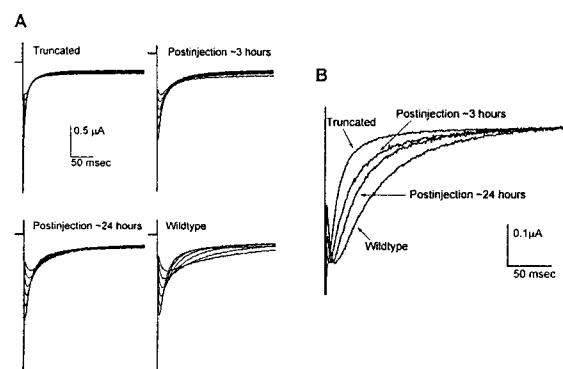 A
Truncated
Postinjection ~3 hours
0.5 µA
50 msec
Postinjection ~24 hours
Wildtype
B
Truncated
Postinjection ~3 hours
Postinjection ~24 hours
Wildtype
0.1µA
50 msec